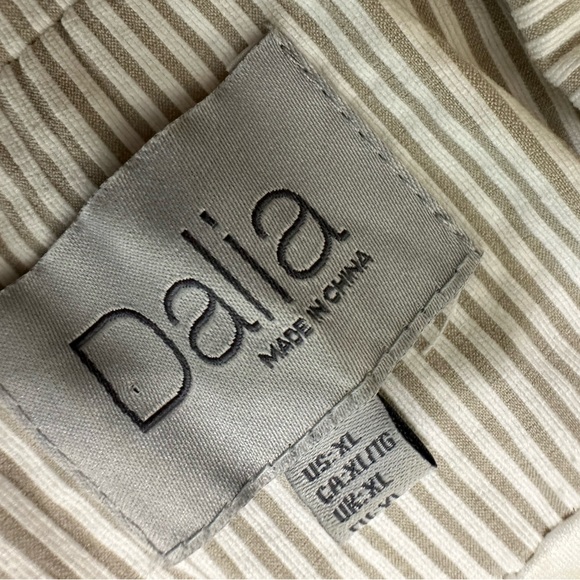 Dalia
MADE IN CHINA
US-XL
CA-XL/TG
UK-XL